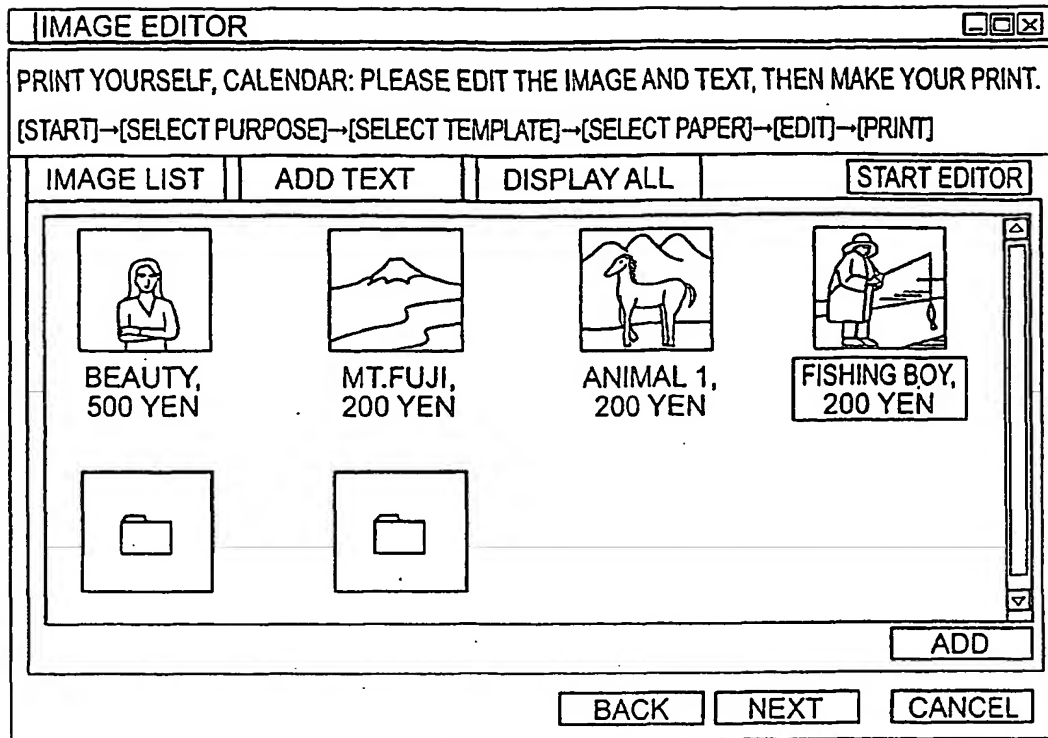 IMAGE EDITOR
PRINT YOURSELF, CALENDAR: PLEASE EDIT THE IMAGE AND TEXT, THEN MAKE YOUR PRINT.
[START]→[SELECT PURPOSE]→[SELECT TEMPLATE]→[SELECT PAPER]→[EDIT]→[PRINT]
IMAGE LIST ADD TEXT DISPLAY ALL START EDITOR
BEAUTY, MT.FUJI, ANIMAL 1, FISHING BOY,
500 YEN 200 YEN 200 YEN 200 YEN
ADD
BACK NEXT CANCEL